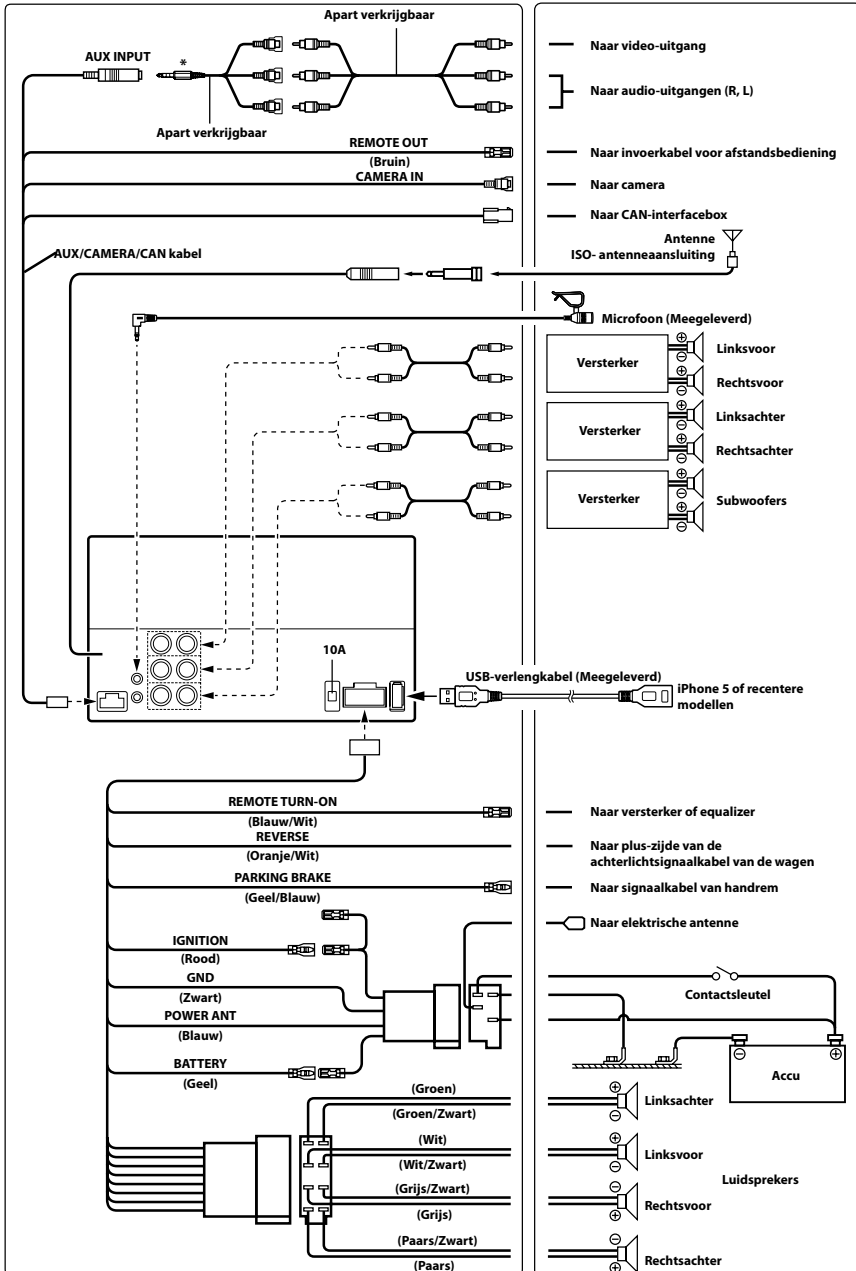 Apart verkrijgbaar
AUX INPUT
*
Naar video-uitgang
Naar audio-uitgangen (R, L)
Apart verkrijgbaar
REMOTE OUT
(Bruin)
Naar invoerkabel voor afstandsbediening
CAMERA IN
Naar camera
Naar CAN-interfacebox
AUX/CAMERA/CAN kabel
Antenne
ISO- antenneaansluiting
Microfoon (Meegeleverd)
Versterker
⊕
⊖
Linksvoor
⊕
⊖
Rechtsvoor
Versterker
⊕
⊖
Linksachter
⊕
⊖
Rechtsachter
Versterker
⊕
⊖
Subwoofers
⊕
⊖
10A
USB-verlengkabel (Meegeleverd)
iPhone 5 of recentere
modellen
REMOTE TURN-ON
(Blauw/Wit)
Naar versterker of equalizer
REVERSE
(Oranje/Wit)
Naar plus-zijde van de
achterlichtsignaalkabel van de wagen
PARKING BRAKE
(Geel/Blauw)
Naar signaalkabel van handrem
Naar elektrische antenne
IGNITION
(Rood)
GND
(Zwart)
Contactsleutel
POWER ANT
(Blauw)
BATTERY
(Geel)
⊖
⊕
Accu
(Groen)
(Groen/Zwart)
⊕
⊖
Linksachter
(Wit)
(Wit/Zwart)
⊕
⊖
Linksvoor
Luidsprekers
(Grijs/Zwart)
(Grijs)
⊖
⊕
Rechtsvoor
(Paars/Zwart)
(Paars)
⊖
⊕
Rechtsachter